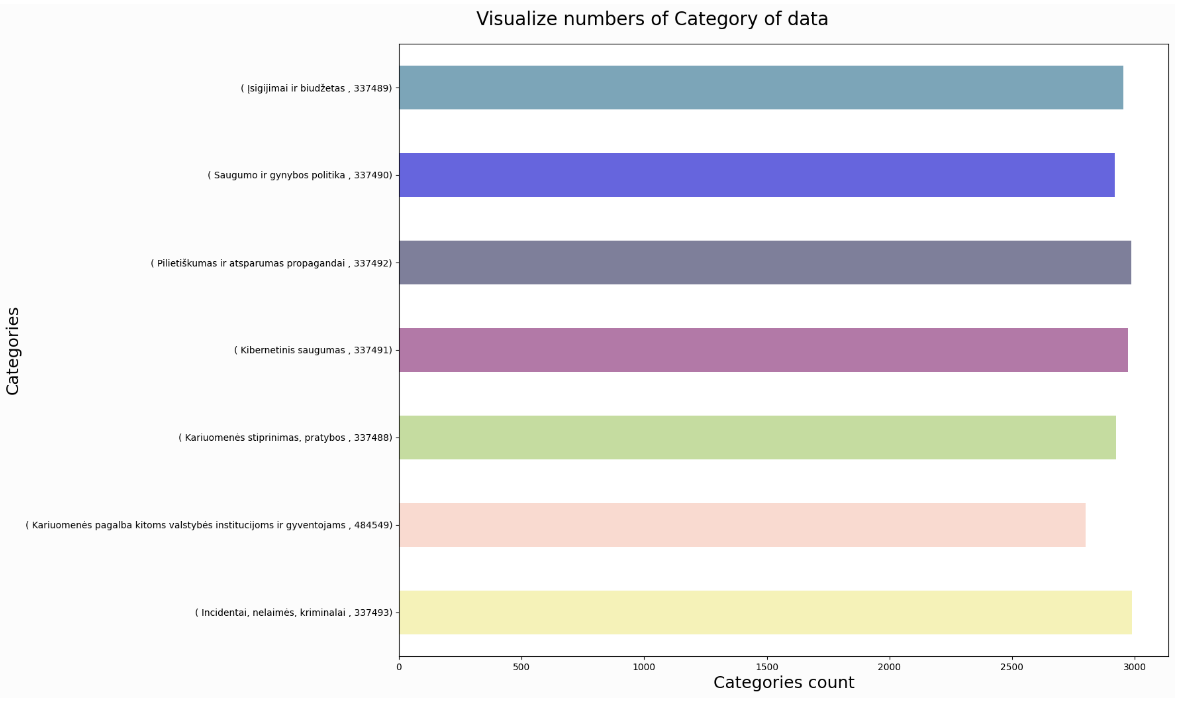 Visualize numbers of Category of data
( Įsigijimai ir biudžetas , 337489)
( Saugumo ir gynybos politika , 337490)
( Pilietiškumas ir atsparumas propagandai , 337492)
( Kibernetinis saugumas , 337491)
( Kariuomenės stiprinimas, pratybos , 337488)
( Kariuomenės pagalba kitoms valstybės institucijoms ir gyventojams , 484549)
( Incidentai, nelaimės, kriminalai , 337493)
Categories
0 500 1000 1500 2000 2500 3000
Categories count